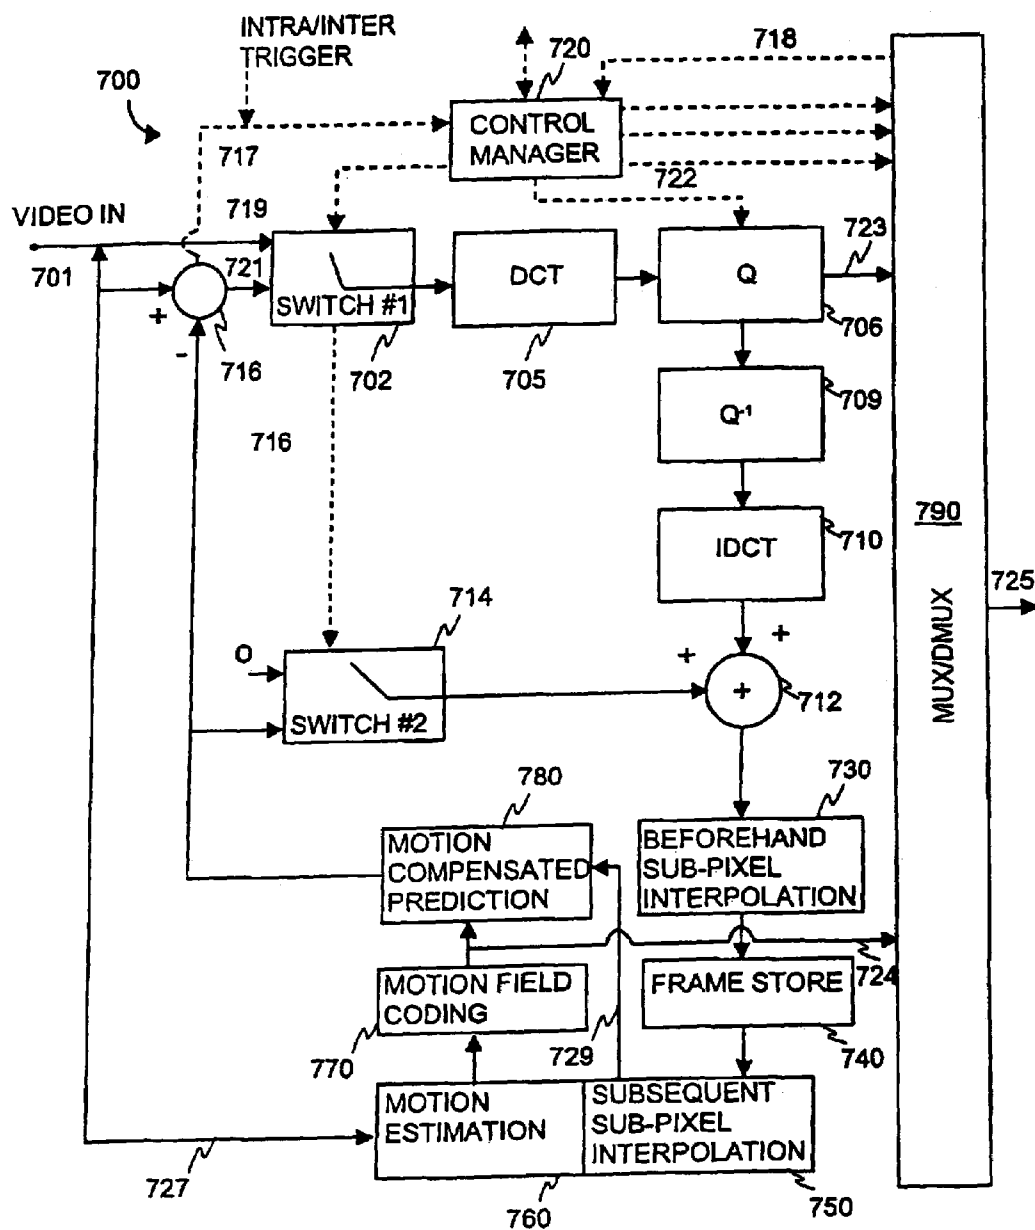 INTRA/INTER
TRIGGER
700
717
720
718
CONTROL
MANAGER
722
VIDEO IN
701
719
721
+
-
716
SWITCH #1
702
DCT
705
Q
723
706
Q-1
709
716
IDCT
710
790
MUX/DMUX
725
714
O
SWITCH #2
+
+
+
712
780
MOTION
COMPENSATED
PREDICTION
730
BEFOREHAND
SUB-PIXEL
INTERPOLATION
724
MOTION FIELD
CODING
770
729
FRAME STORE
740
MOTION
ESTIMATION
SUBSEQUENT
SUB-PIXEL
INTERPOLATION
727
760
750